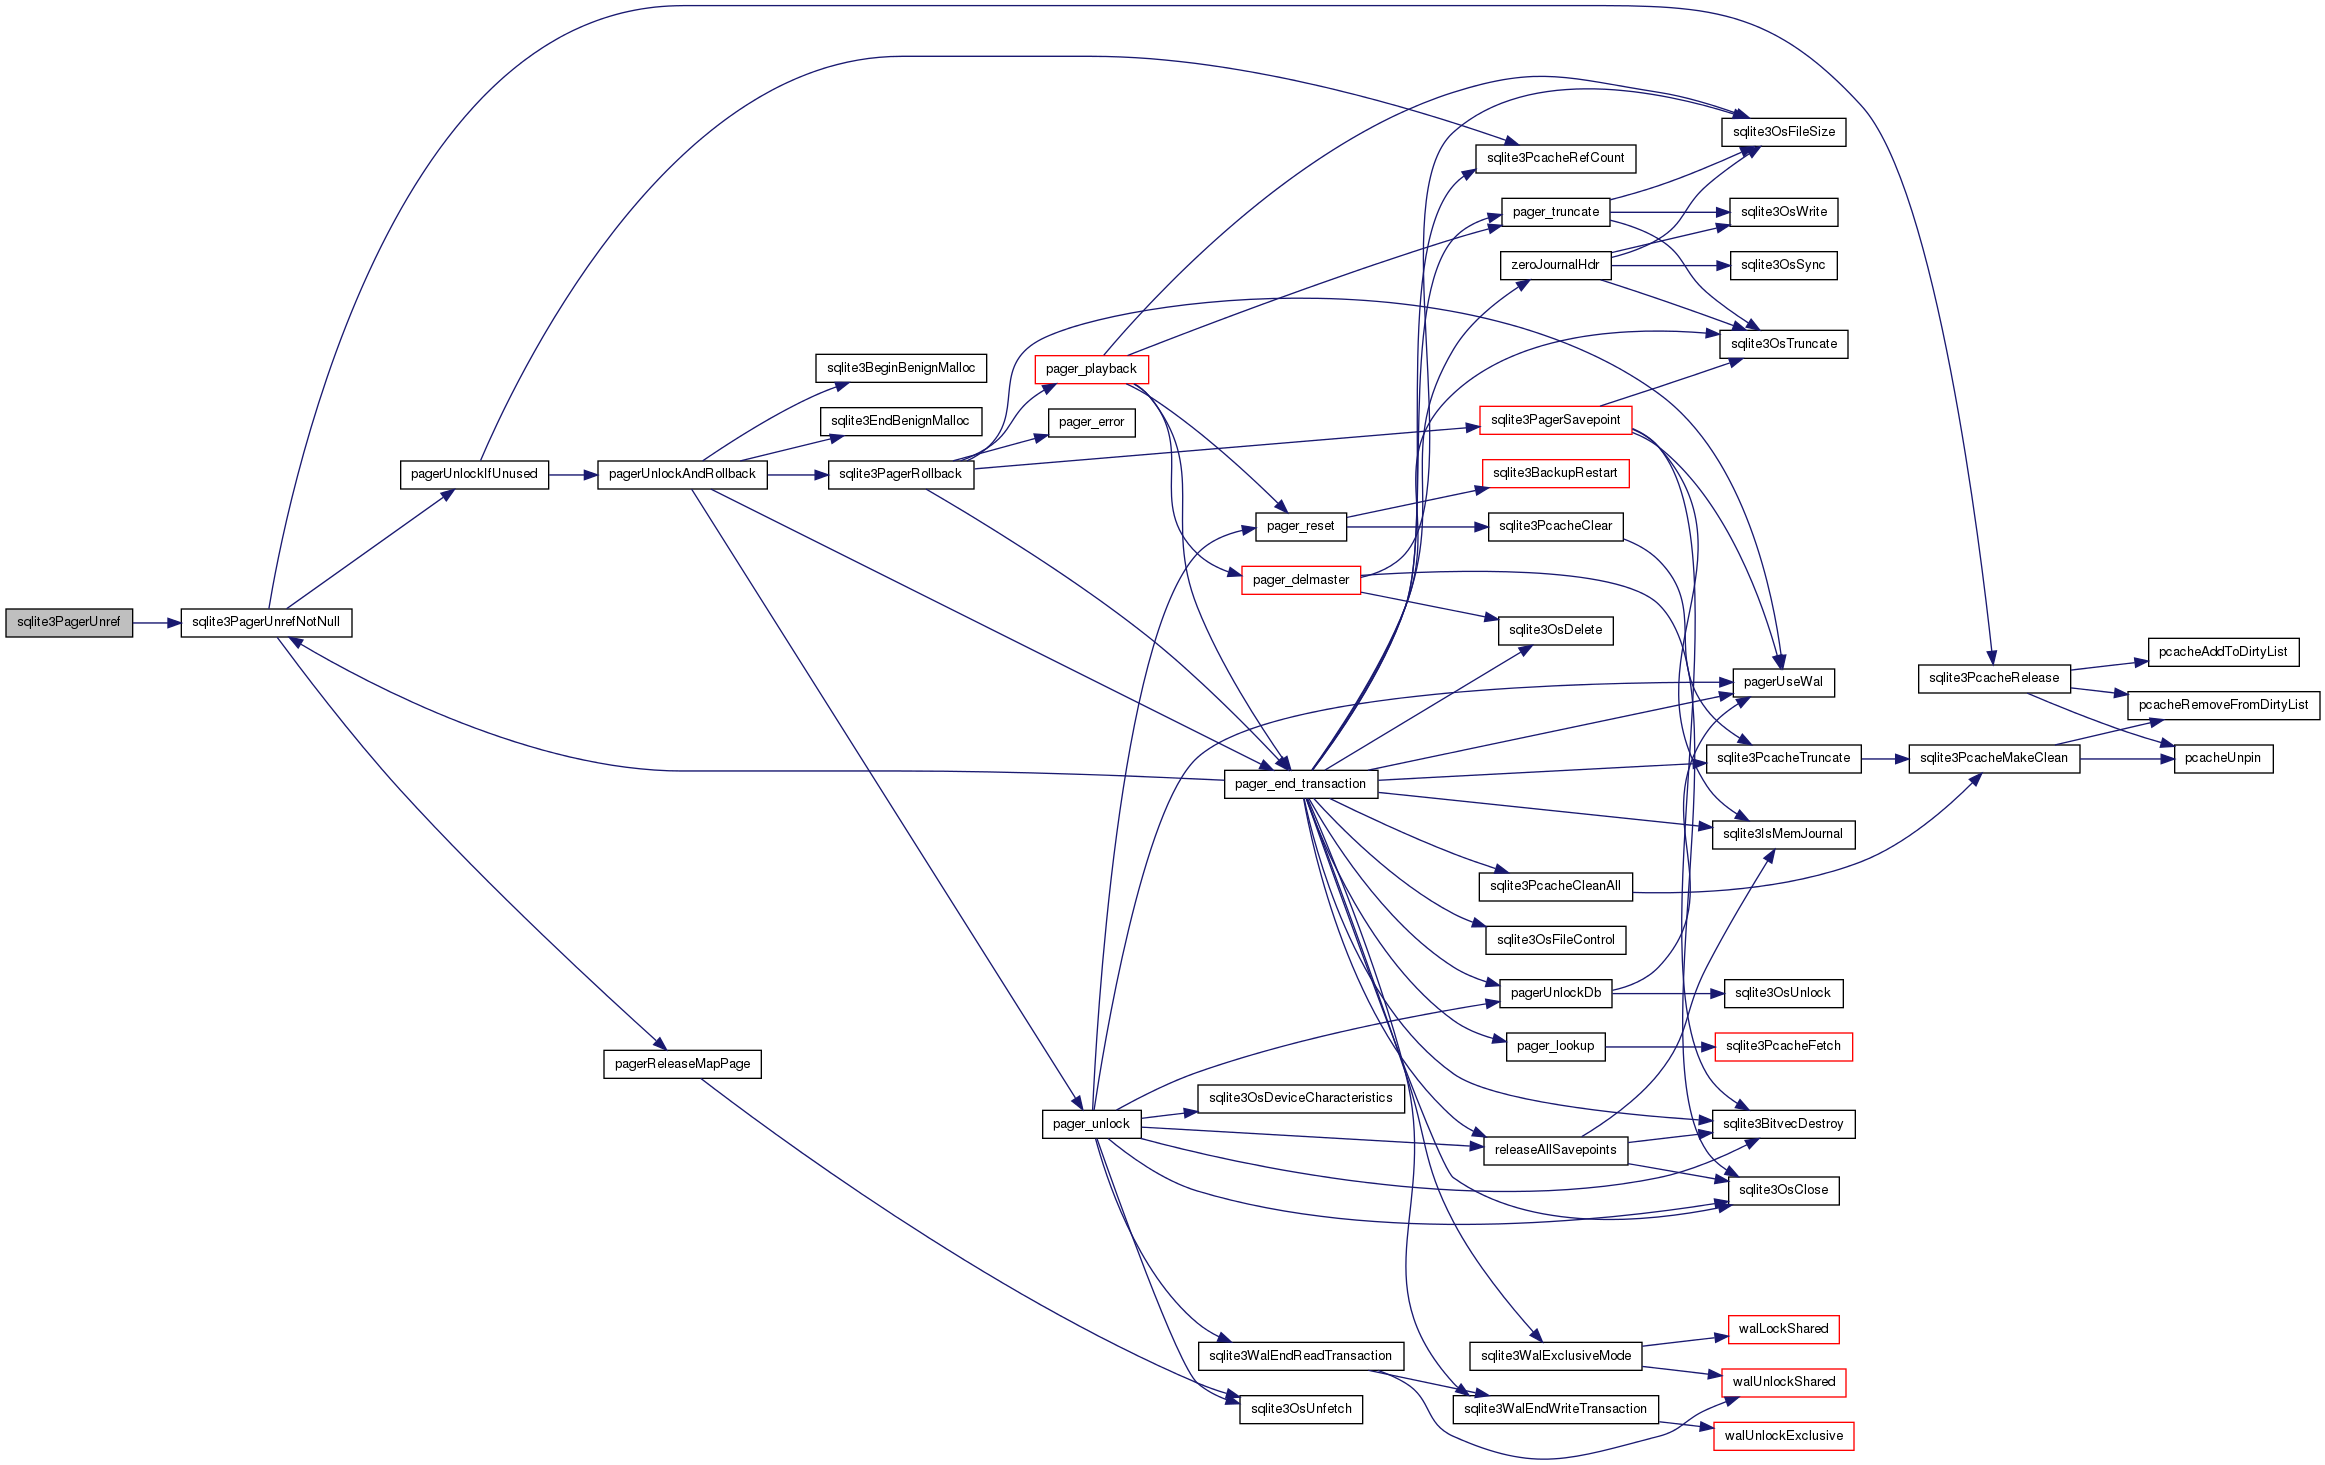 sqlite3PagerUnref
sqlite3PagerUnrefNotNull
pagerUnlockIfUnused
pagerUnlockAndRollback
pagerReleaseMapPage
sqlite3BeginBenignMalloc
sqlite3EndBenignMalloc
sqlite3PagerRollback
pager_playback
pager_error
pager_unlock
pager_reset
pager_delmaster
pager_end_transaction
sqlite3OsDeviceCharacteristics
sqlite3WalEndReadTransaction
sqlite3OsUnfetch
sqlite3PcacheRefCount
pager_truncate
zeroJournalHdr
sqlite3PagerSavepoint
sqlite3BackupRestart
sqlite3PcacheClear
sqlite3OsDelete
sqlite3PcacheCleanAll
sqlite3OsFileControl
pagerUnlockDb
pager_lookup
releaseAllSavepoints
sqlite3WalExclusiveMode
sqlite3WalEndWriteTransaction
sqlite3OsFileSize
sqlite3OsWrite
sqlite3OsSync
sqlite3OsTruncate
pagerUseWal
sqlite3PcacheTruncate
sqlite3IsMemJournal
sqlite3OsUnlock
sqlite3PcacheFetch
sqlite3BitvecDestroy
sqlite3OsClose
walLockShared
walUnlockShared
walUnlockExclusive
sqlite3PcacheRelease
sqlite3PcacheMakeClean
pcacheAddToDirtyList
pcacheRemoveFromDirtyList
pcacheUnpin